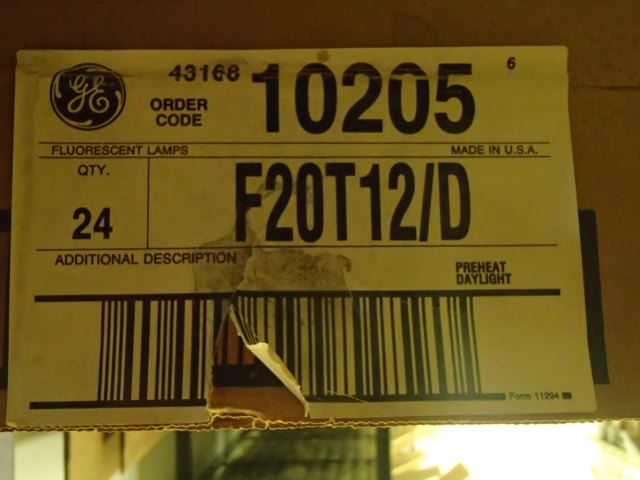 GE
43168
6
ORDER CODE 10205
FLUORESCENT LAMPS MADE IN U.S.A.
QTY.
24 F20T12/D
ADDITIONAL DESCRIPTION
PREHEAT
DAYLIGHT
Form 11294